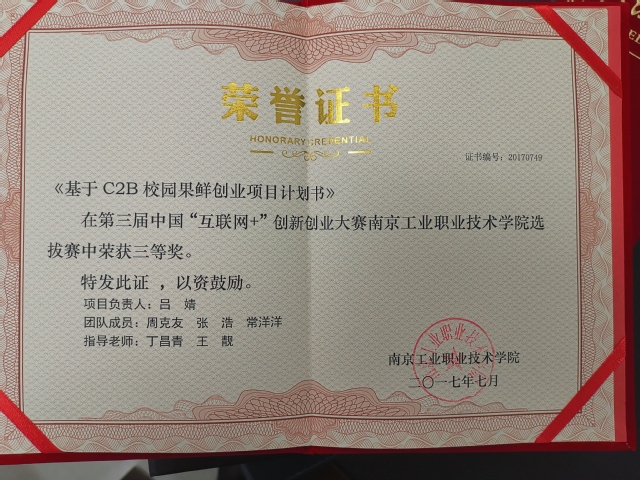 荣誉证书
HONORARY CREDENTIAL
证书编号：20170749
《基于 C2B 校园果鲜创业项目计划书》
在第三届中国“互联网+”创新创业大赛南京工业职业技术学院选
拔赛中荣获三等奖。
特发此证 ，以资鼓励。
项目负责人：吕 婧
团队成员：周克友 张 浩 常洋洋
指导老师：丁昌青 王 靓
南京工业职业技术学院
二〇一七年七月